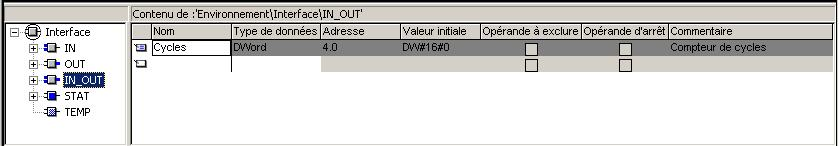 Contenu de :'Environnement\Interface\IN_OUT'
Interface
IN
OUT
IN_OUT
STAT
TEMP
Nom Type de données Adresse Valeur initiale Opérande à exclure Opérande d'arrêt Commentaire
Cycles DWord 4.0 DW#16#0 Compteur de cycles